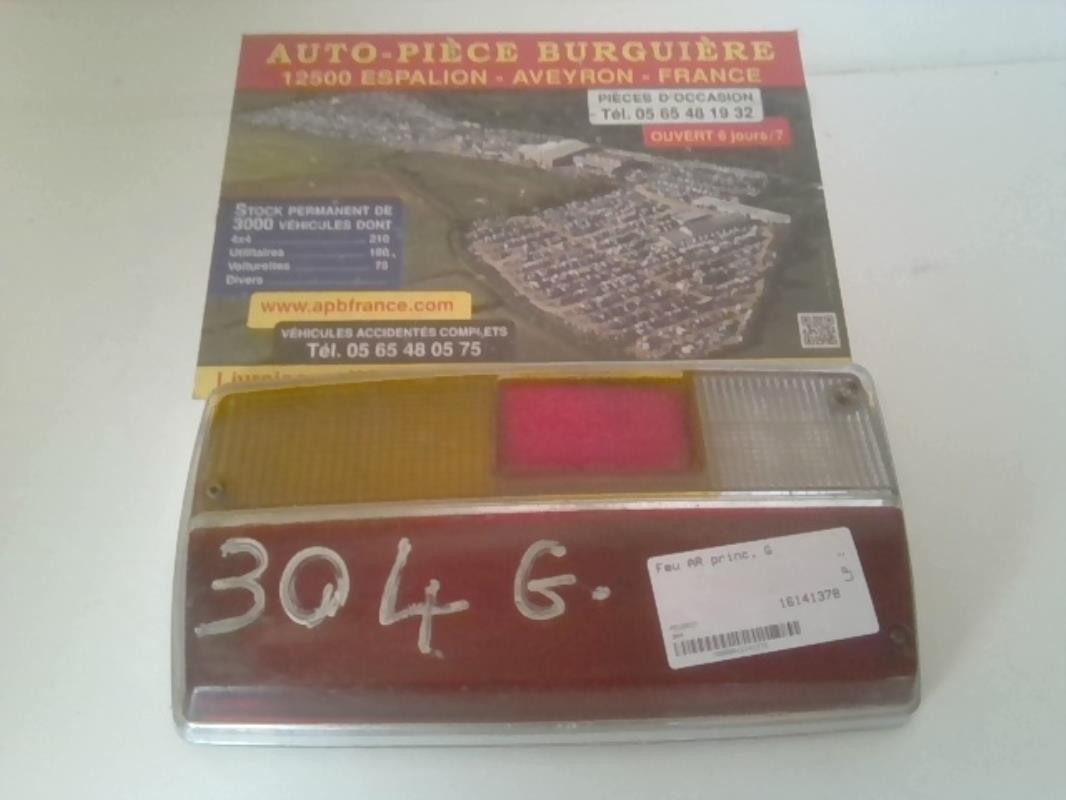 AUTO-PIÈCE BURGUIÈRE
12500 ESPALION - AVEYRON - FRANCE
PIÈCES D'OCCASION
Tél. 05 65 48 19 32
OUVERT 6 jours/7
STOCK PERMANENT DE
3000 VÉHICULES DONT
4x4 210
Utilitaires 180
Voiturettes 75
Divers
www.apbfrance.com
VÉHICULES ACCIDENTÉS COMPLETS
Tél. 05 65 48 05 75
304 G.
Feu AR princ. G
16141378